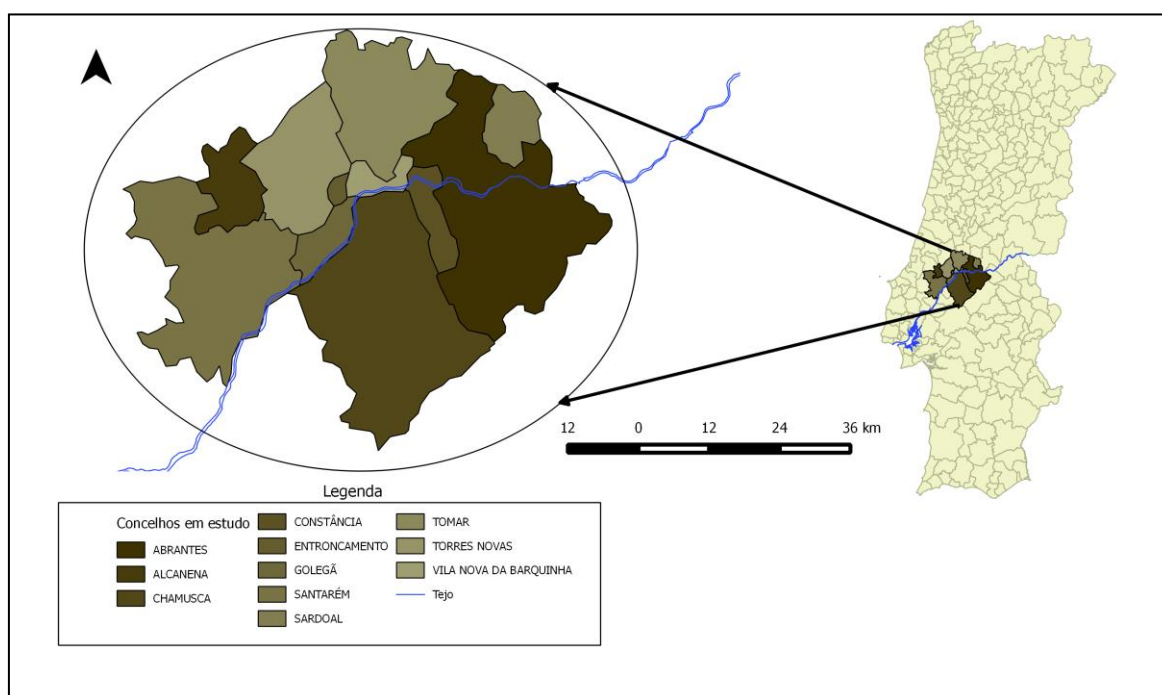 12 0 12 24 36 km
Legenda
Concelhos em estudo
ABRANTES
ALCANENA
CHAMUSCA
CONSTÂNCIA
ENTRONCAMENTO
GOLEGÃ
SANTARÉM
SARDOAL
TOMAR
TORRES NOVAS
VILA NOVA DA BARQUINHA
Tejo